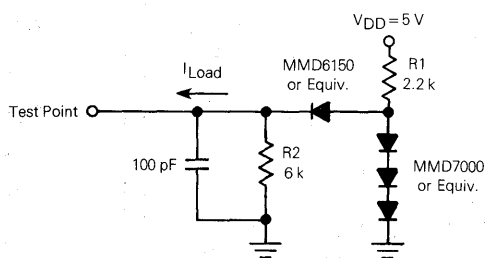 VDD=5 V
ILoad
MMD6150
or Equiv.
R1
2.2 k
Test Point
100 pF
R2
6 k
MMD7000
or Equiv.